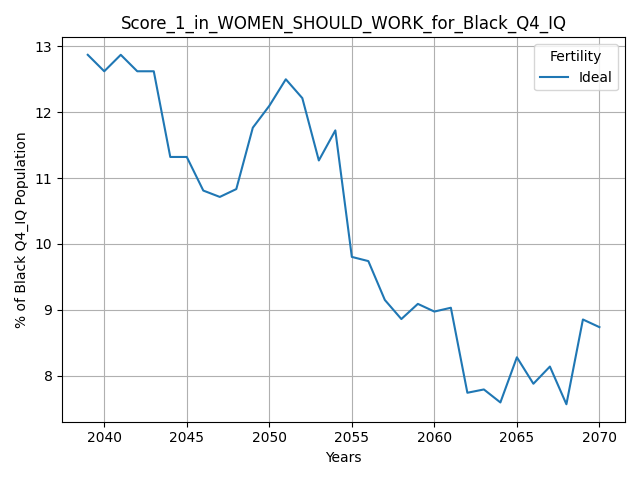 Score_1_in_WOMEN_SHOULD_WORK_for_Black_Q4_IQ
Fertility
Ideal
% of Black Q4_IQ Population
13
12
11
10
9
8
2040 2045 2050 2055 2060 2065 2070
Years